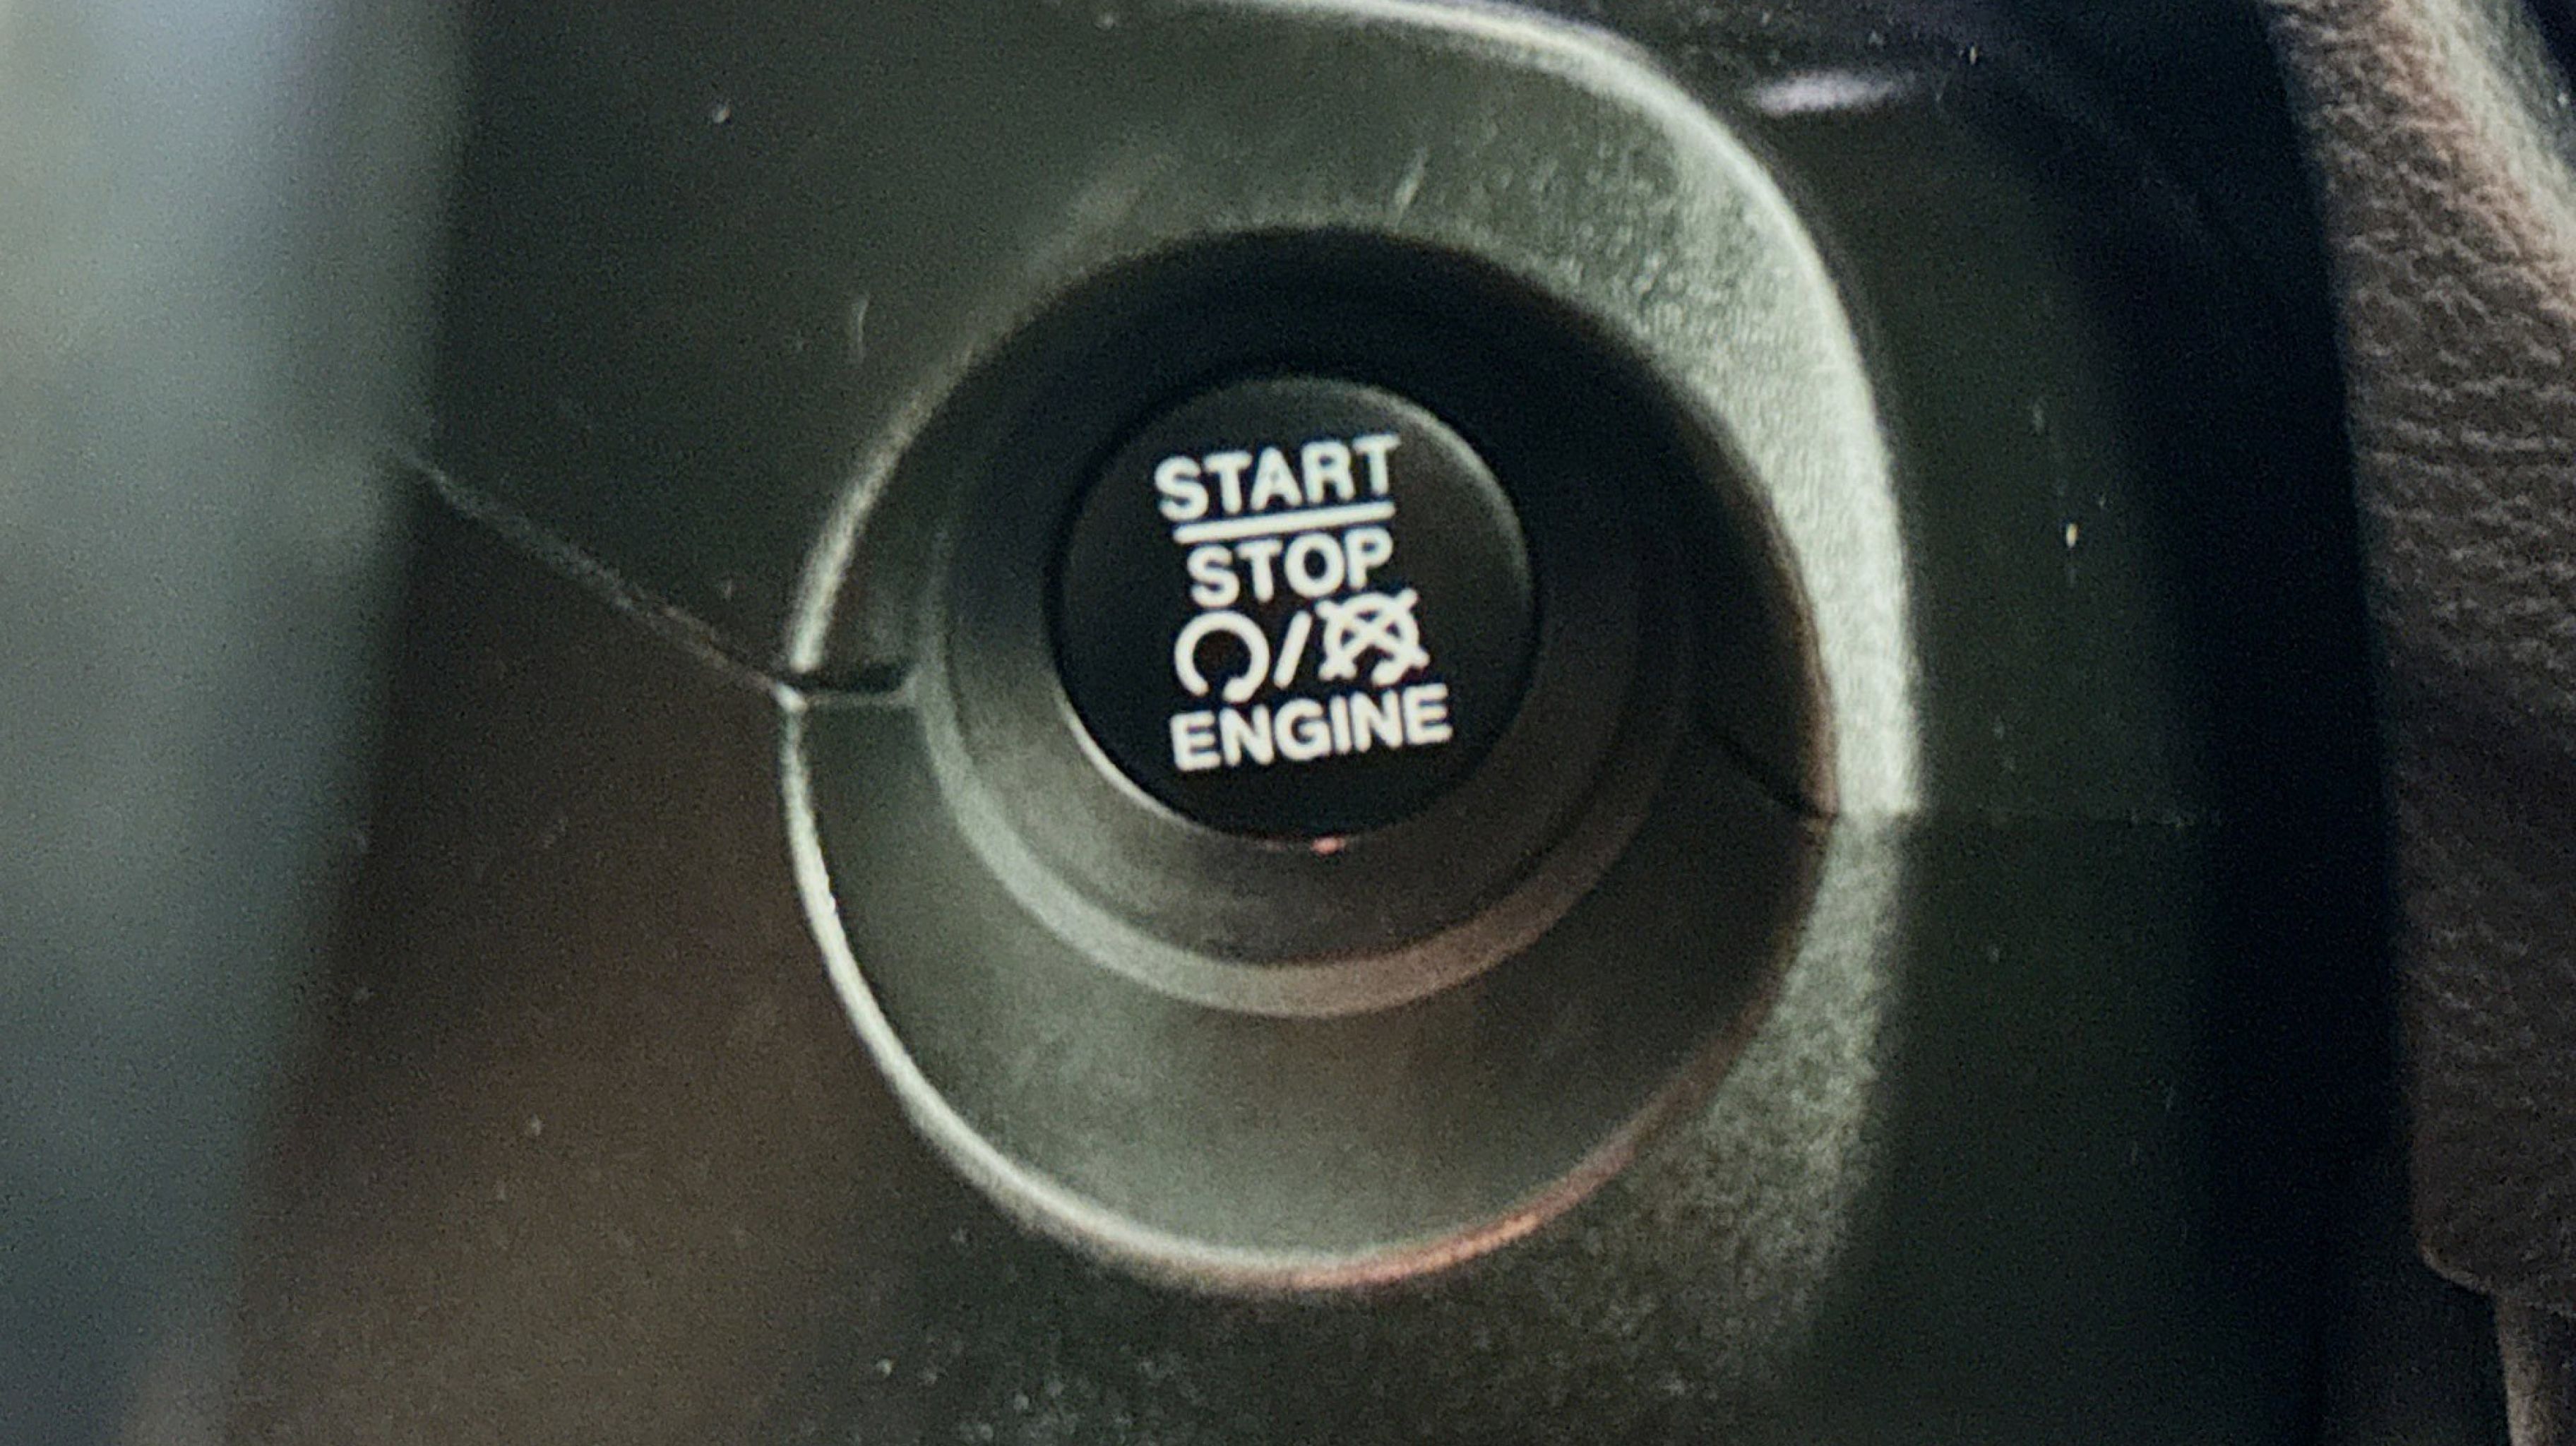 START
STOP
/
ENGINE